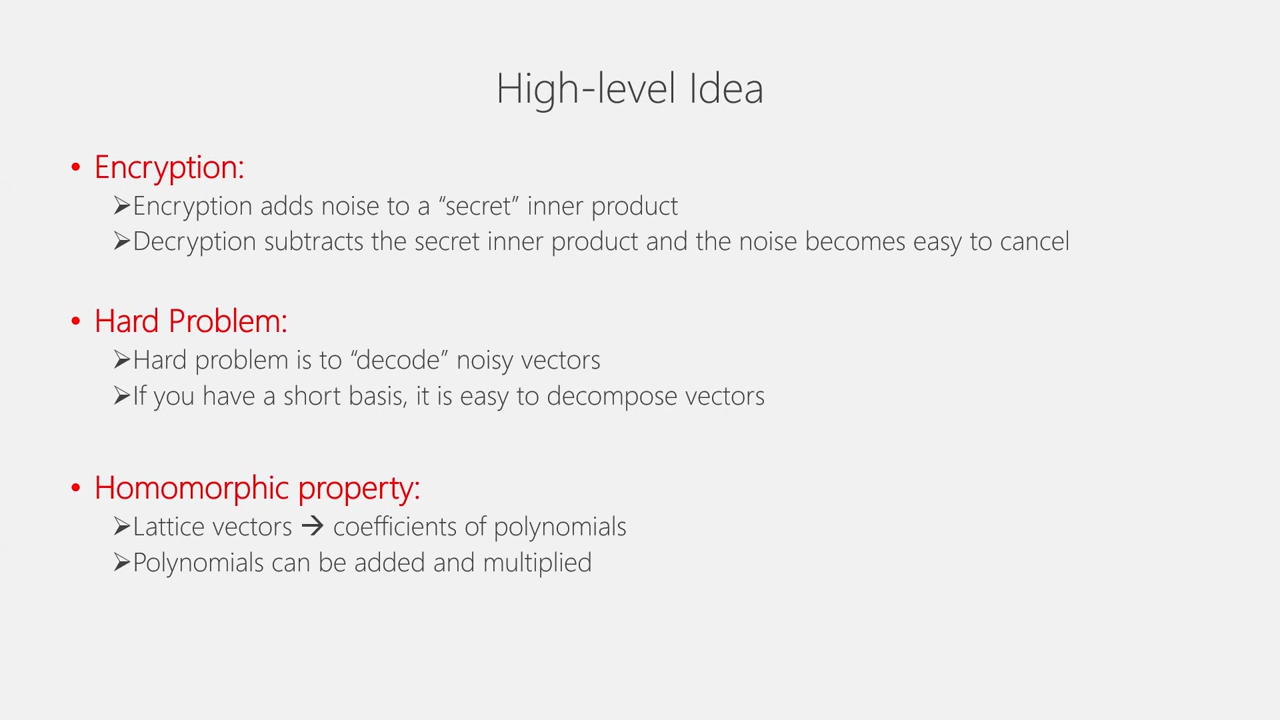 High-level Idea
• Encryption:
➢Encryption adds noise to a “secret” inner product
➢Decryption subtracts the secret inner product and the noise becomes easy to cancel
• Hard Problem:
➢Hard problem is to “decode” noisy vectors
➢If you have a short basis, it is easy to decompose vectors
• Homomorphic property:
➢Lattice vectors → coefficients of polynomials
➢Polynomials can be added and multiplied